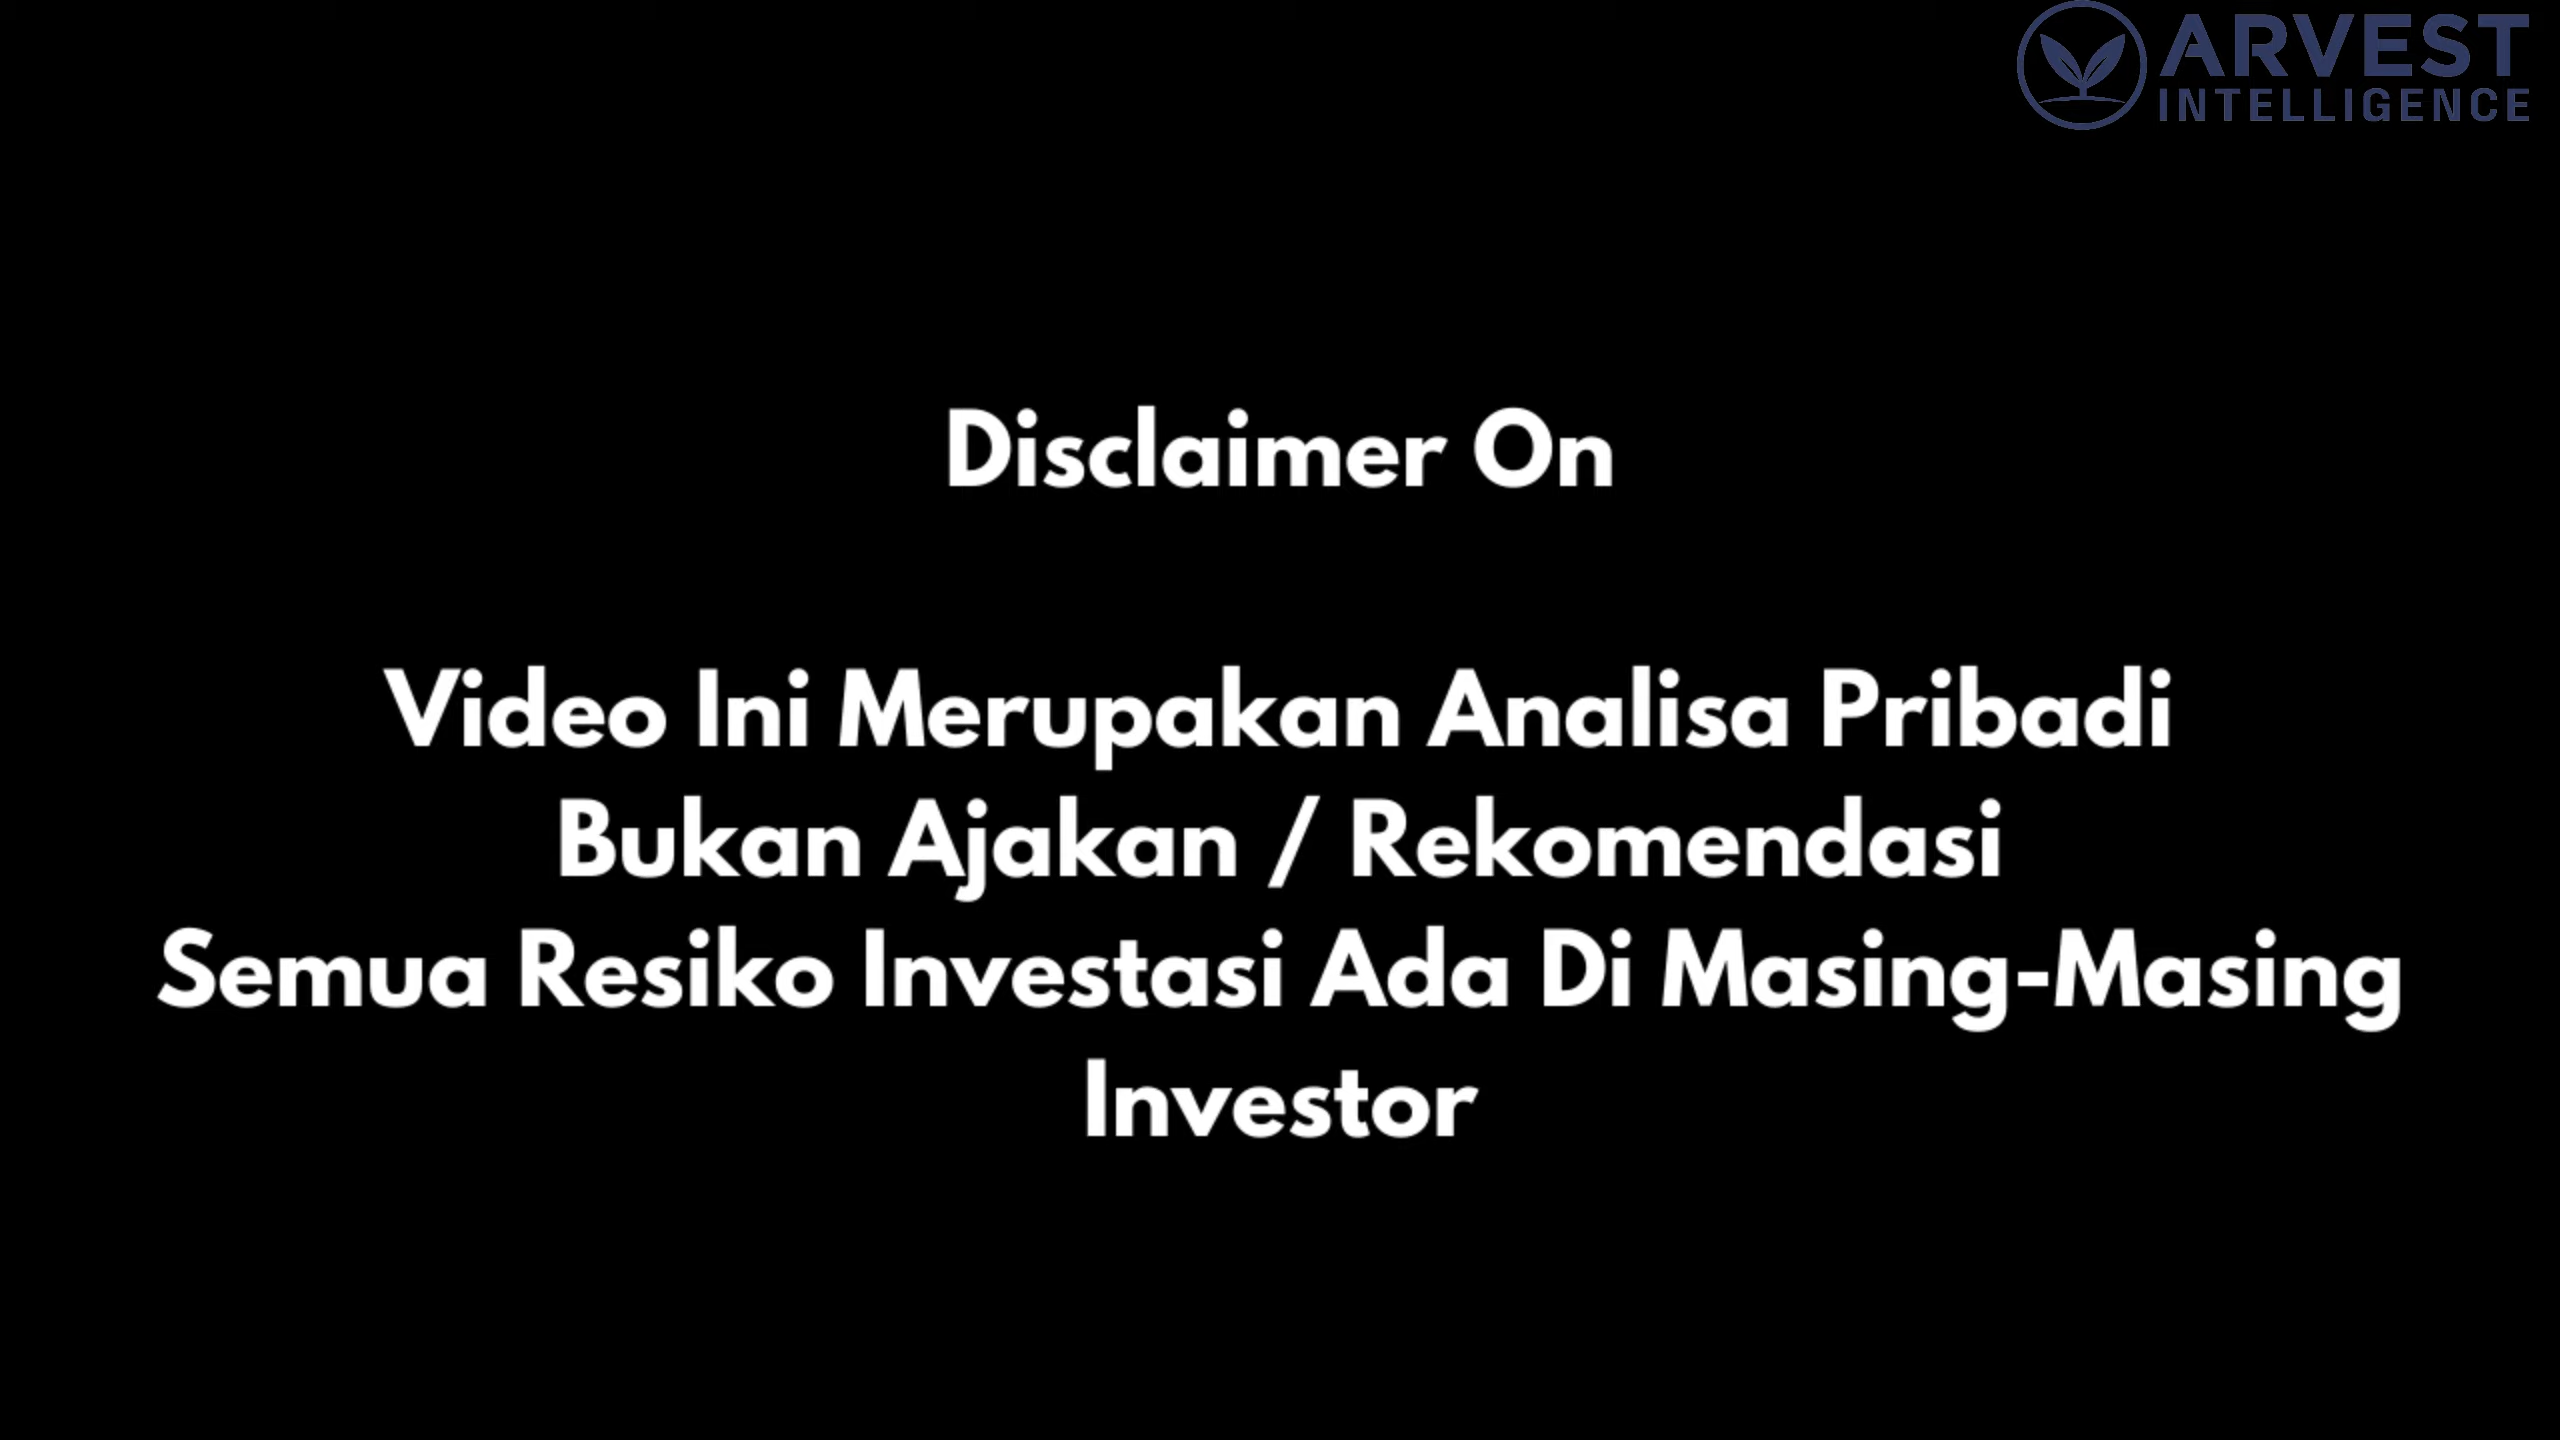 ARVEST
INTELLIGENCE
Disclaimer On
Video Ini Merupakan Analisa Pribadi
Bukan Ajakan / Rekomendasi
Semua Resiko Investasi Ada Di Masing-Masing
Investor